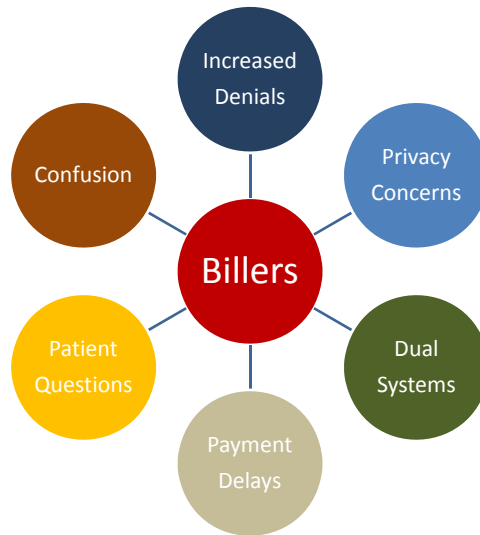 Increased
Denials
Privacy
Concerns
Dual
Systems
Payment
Delays
Patient
Questions
Confusion
Billers